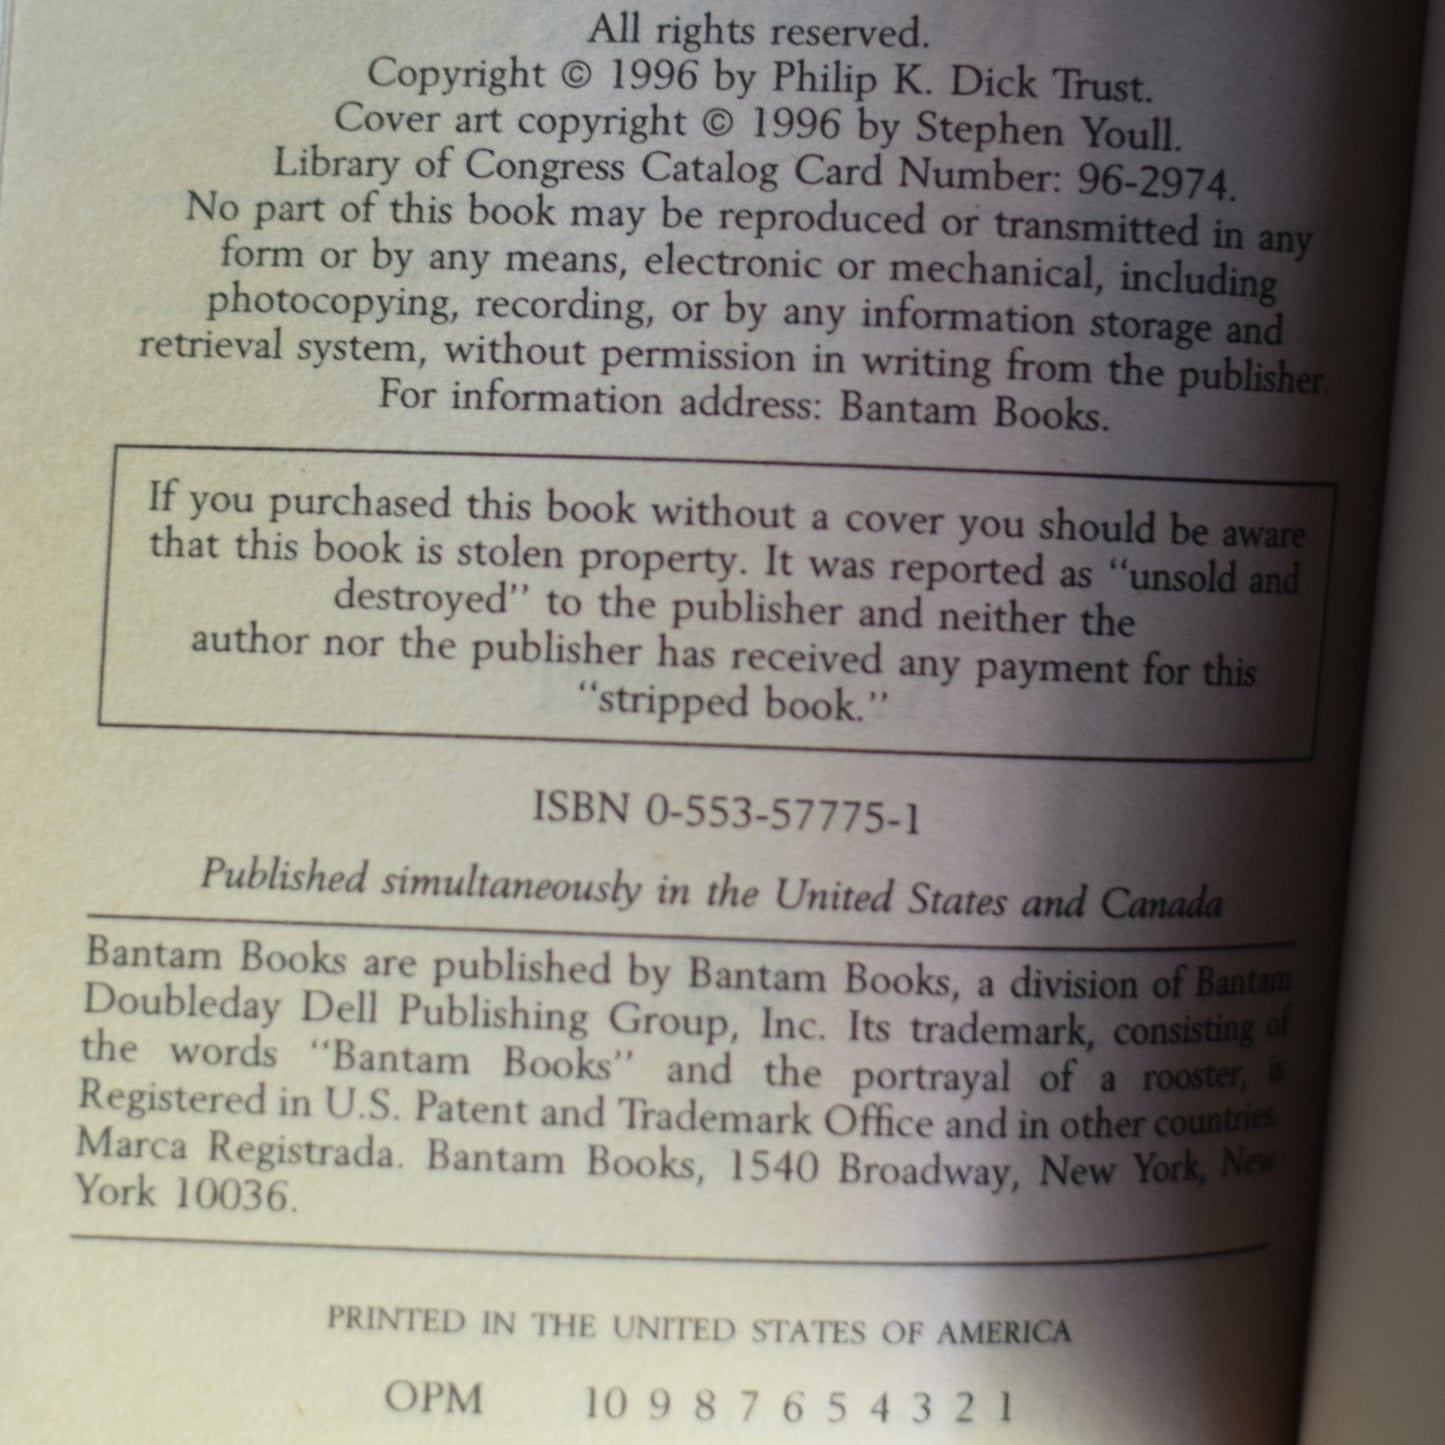 All rights reserved.
Copyright © 1996 by Philip K. Dick Trust.
Cover art copyright © 1996 by Stephen Youll.
Library of Congress Catalog Card Number: 96-2974.
No part of this book may be reproduced or transmitted in any
form or by any means, electronic or mechanical, including
photocopying, recording, or by any information storage and
retrieval system, without permission in writing from the publisher.
For information address: Bantam Books.
If you purchased this book without a cover you should be aware
that this book is stolen property. It was reported as "unsold and
destroyed" to the publisher and neither the
author nor the publisher has received any payment for this
"stripped book."
ISBN 0-553-57775-1
Published simultaneously in the United States and Canada
Bantam Books are published by Bantam Books, a division of Bantam
Doubleday Dell Publishing Group, Inc. Its trademark, consisting of
the words "Bantam Books" and the portrayal of a rooster, is
Registered in U.S. Patent and Trademark Office and in other countries.
Marca Registrada. Bantam Books, 1540 Broadway, New York, New
York 10036.
PRINTED IN THE UNITED STATES OF AMERICA
OPM 10 9 8 7 6 5 4 3 2 1